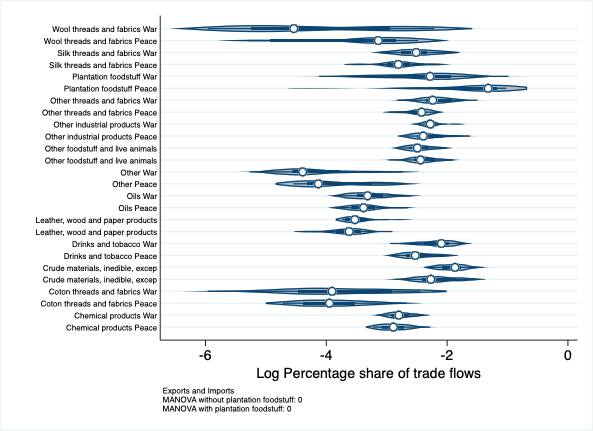 Wool threads and fabrics War
Wool threads and fabrics Peace
Silk threads and fabrics War
Silk threads and fabrics Peace
Plantation foodstuff War
Plantation foodstuff Peace
Other threads and fabrics War
Other threads and fabrics Peace
Other industrial products War
Other industrial products Peace
Other foodstuff and live animals
Other foodstuff and live animals
Other War
Other Peace
Oils War
Oils Peace
Leather, wood and paper products
Leather, wood and paper products
Drinks and tobacco War
Drinks and tobacco Peace
Crude materials, inedible, excep
Crude materials, inedible, excep
Coton threads and fabrics War
Coton threads and fabrics Peace
Chemical products War
Chemical products Peace
-6 -4 -2 0
Log Percentage share of trade flows
Exports and Imports
MANOVA without plantation foodstuff: 0
MANOVA with plantation foodstuff: 0